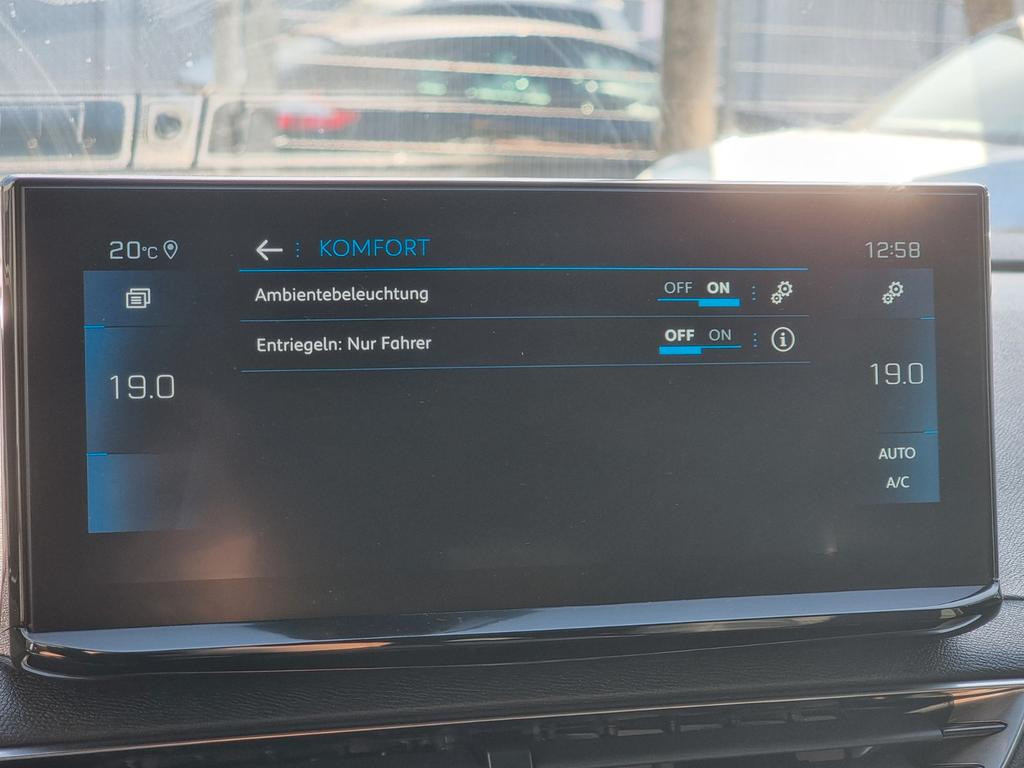 20°C KOMFORT 12:58
Ambientebeleuchtung OFF ON
Entriegeln: Nur Fahrer OFF ON i
19.0 19.0
AUTO
A/C